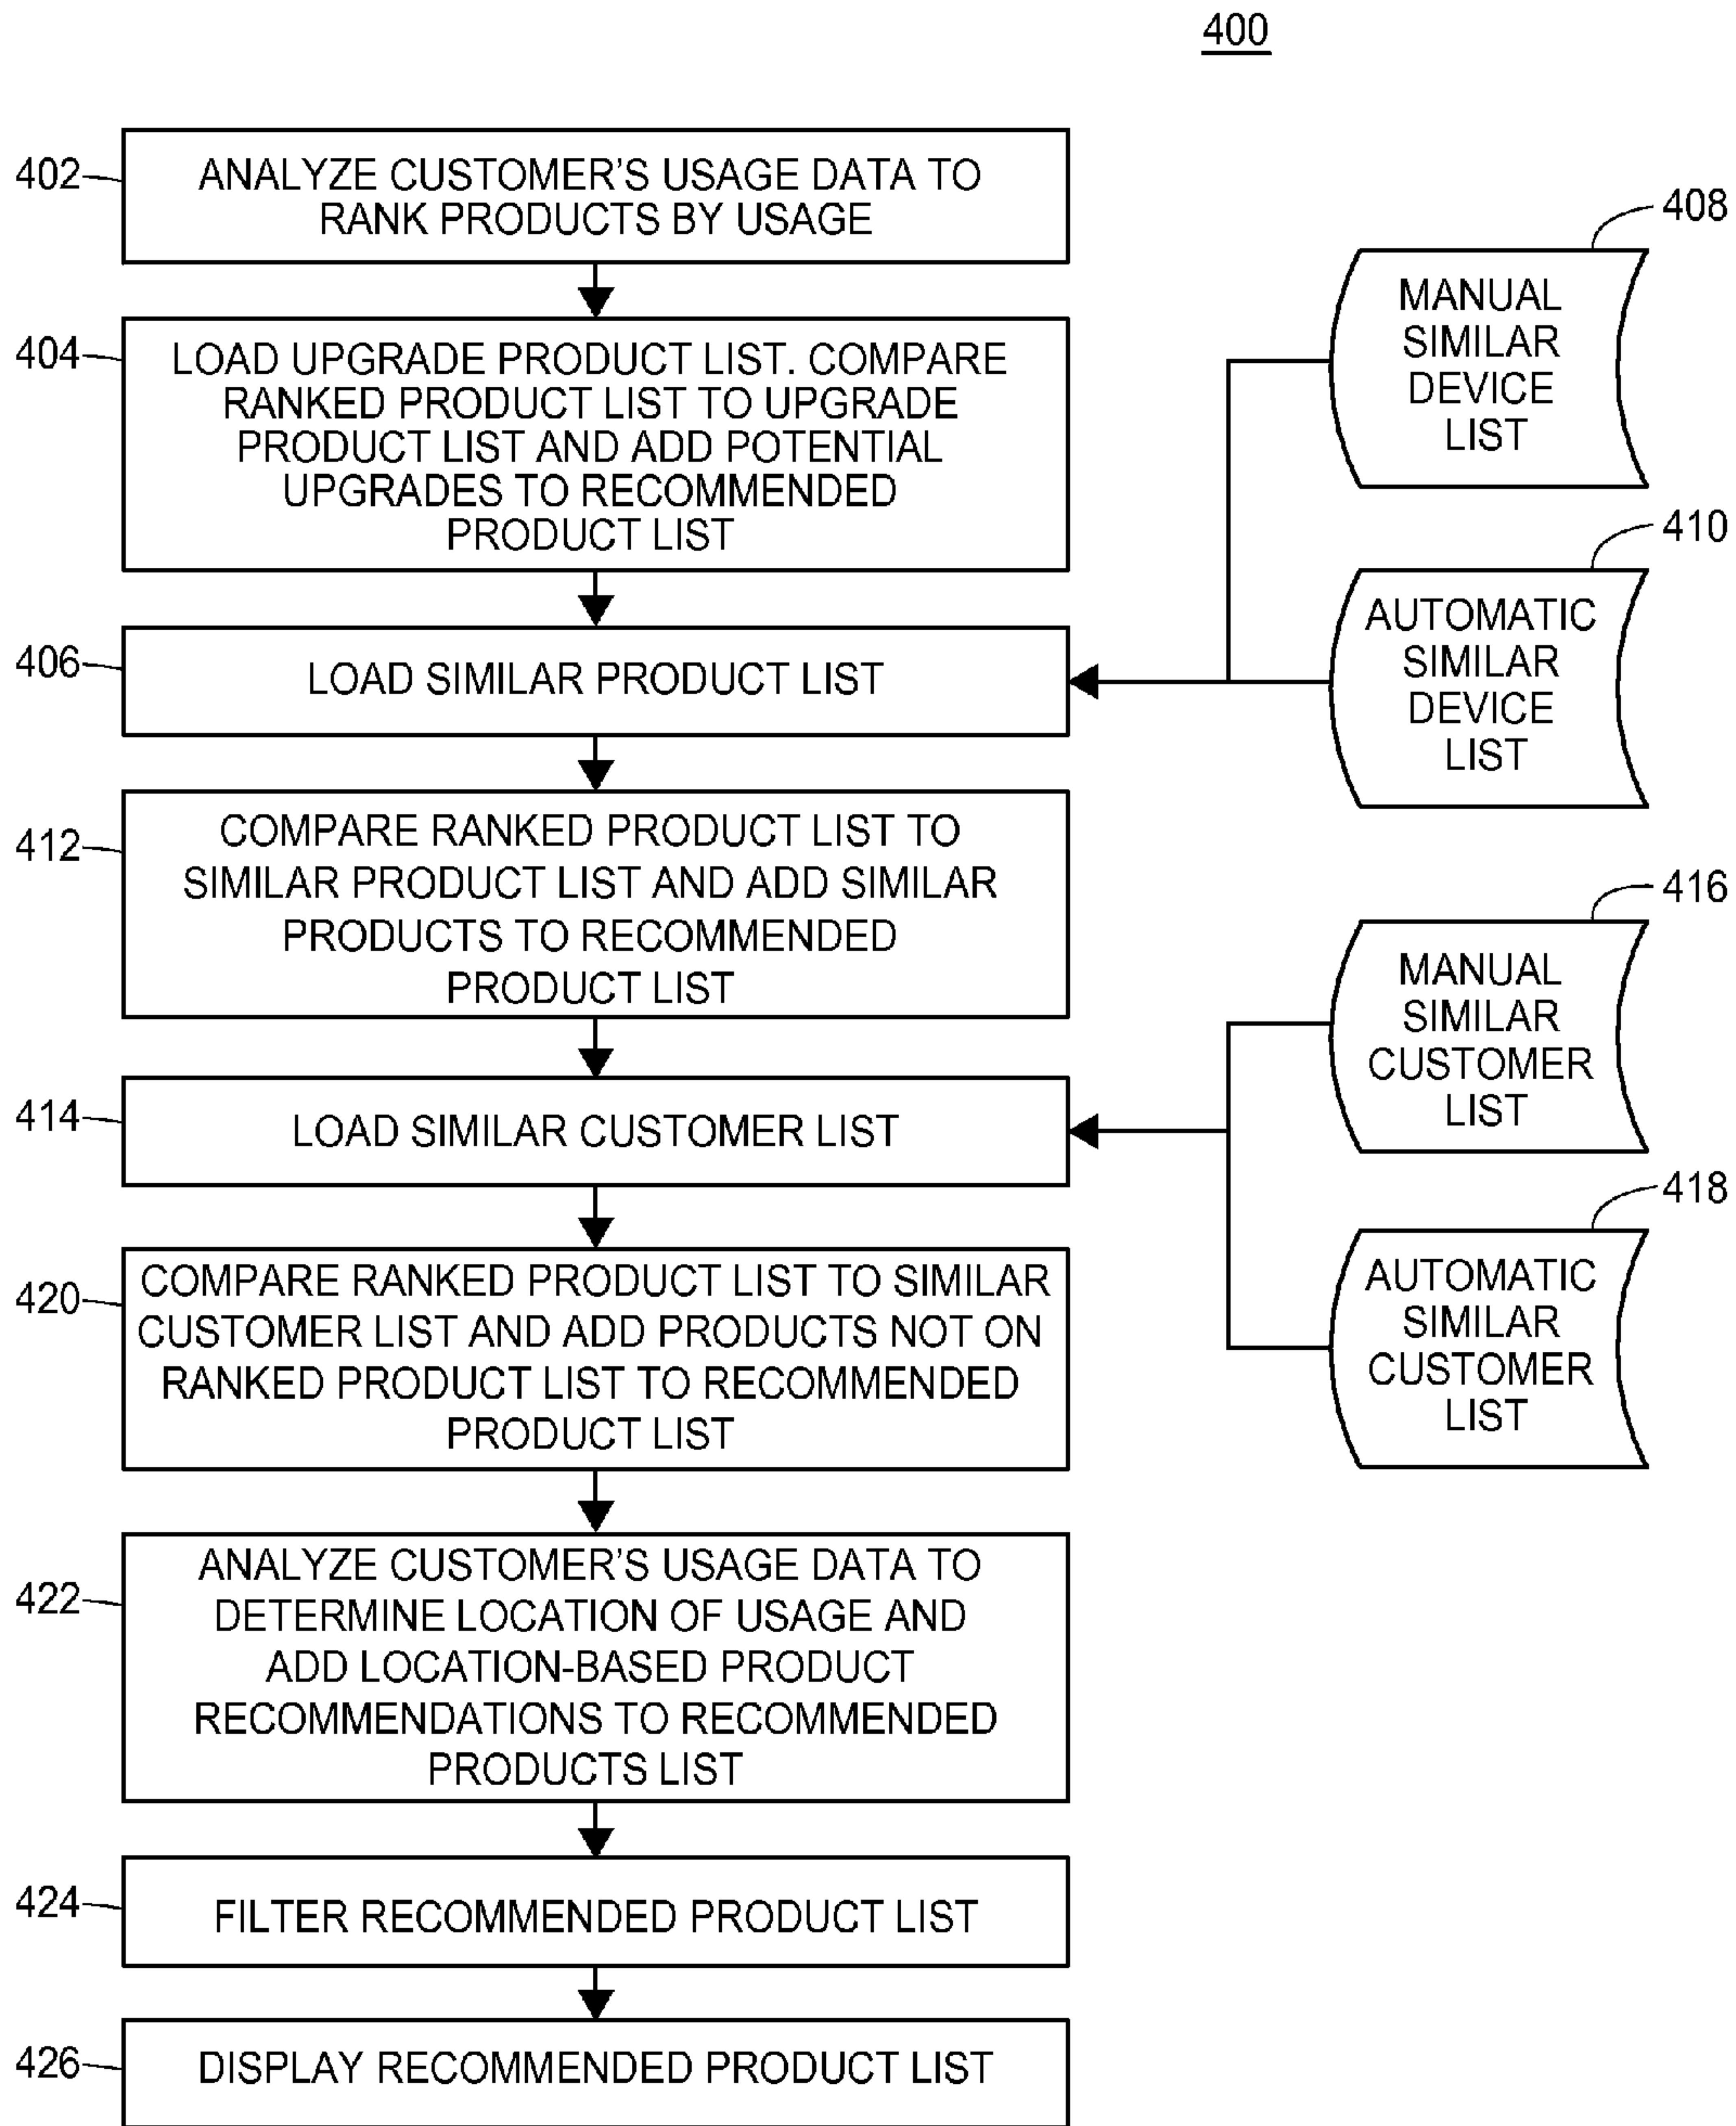 400
402
ANALYZE CUSTOMER'S USAGE DATA TO
RANK PRODUCTS BY USAGE
404
LOAD UPGRADE PRODUCT LIST. COMPARE
RANKED PRODUCT LIST TO UPGRADE
PRODUCT LIST AND ADD POTENTIAL
UPGRADES TO RECOMMENDED
PRODUCT LIST
406
LOAD SIMILAR PRODUCT LIST
408
MANUAL
SIMILAR
DEVICE
LIST
410
AUTOMATIC
SIMILAR
DEVICE
LIST
412
COMPARE RANKED PRODUCT LIST TO
SIMILAR PRODUCT LIST AND ADD SIMILAR
PRODUCTS TO RECOMMENDED
PRODUCT LIST
414
LOAD SIMILAR CUSTOMER LIST
416
MANUAL
SIMILAR
CUSTOMER
LIST
418
AUTOMATIC
SIMILAR
CUSTOMER
LIST
420
COMPARE RANKED PRODUCT LIST TO SIMILAR
CUSTOMER LIST AND ADD PRODUCTS NOT ON
RANKED PRODUCT LIST TO RECOMMENDED
PRODUCT LIST
422
ANALYZE CUSTOMER'S USAGE DATA TO
DETERMINE LOCATION OF USAGE AND
ADD LOCATION-BASED PRODUCT
RECOMMENDATIONS TO RECOMMENDED
PRODUCTS LIST
424
FILTER RECOMMENDED PRODUCT LIST
426
DISPLAY RECOMMENDED PRODUCT LIST